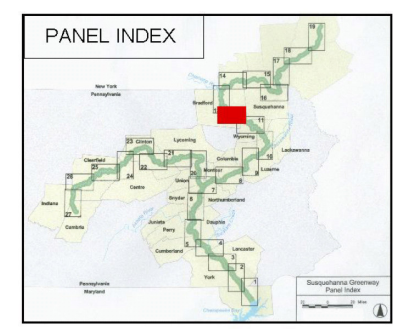 PANEL INDEX
19
18
17
14
15
16
New York
Pennsylvania
Bradford
Susquehanna
11
Wyoming
23 Clinton
Lycoming
Lackawanna
21
Clearfield
Columbia
10
25
Luzerne
24
22
20
Montour
9
26
Centre
Union
8
7
Indiana
Snyder
6
Northumberland
27
Cambria
Juniata
Dauphin
Perry
Cumberland
5
4
Lancaster
3
York
2
1
Pennsylvania
Maryland
Susquehanna Greenway
Panel Index
Miles